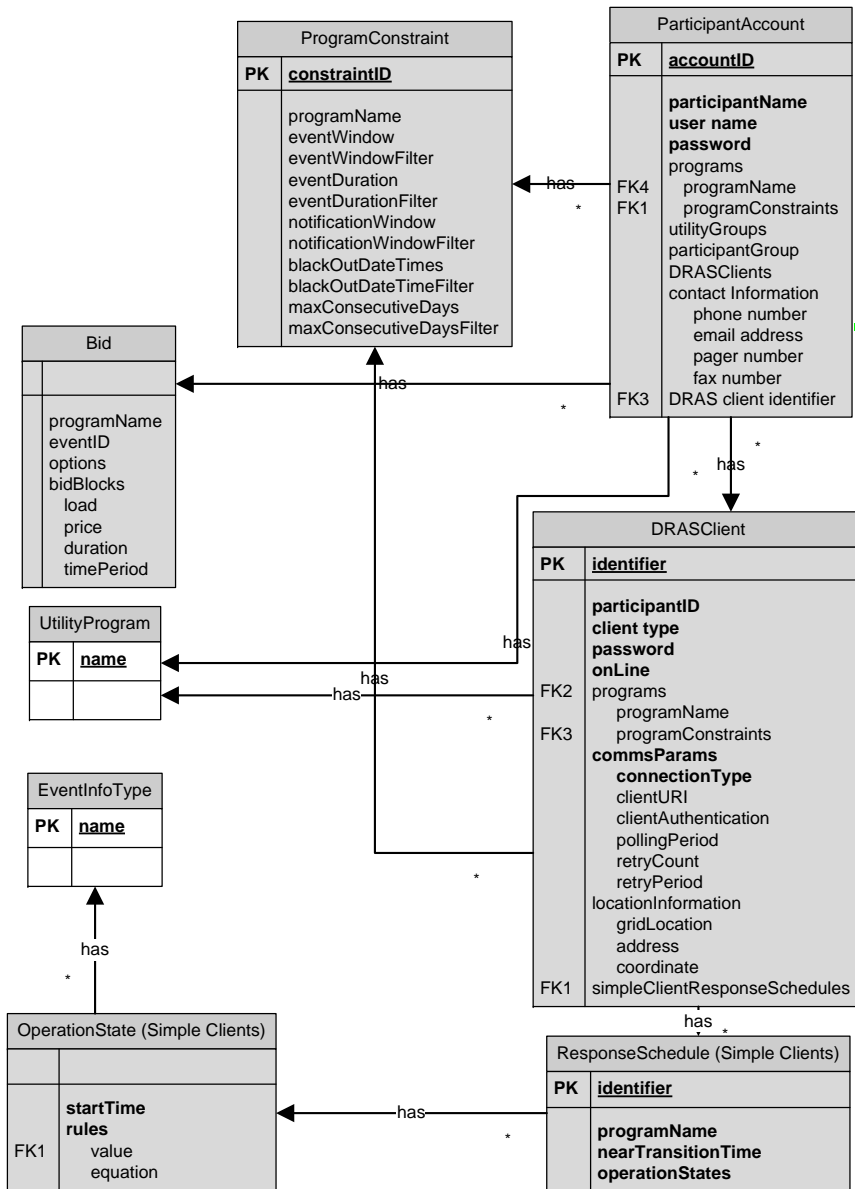 ProgramConstraint
PK constraintID
programName
eventWindow
eventWindowFilter
eventDuration
eventDurationFilter
notificationWindow
notificationWindowFilter
blackOutDateTimes
blackOutDateTimeFilter
maxConsecutiveDays
maxConsecutiveDaysFilter
ParticipantAccount
PK accountID
participantName
user name
password
programs
FK4 programName
FK1 programConstraints
utilityGroups
participantGroup
DRASClients
contact Information
phone number
email address
pager number
fax number
FK3 DRAS client identifier
has
*
Bid
programName
eventID
options
bidBlocks
load
price
duration
timePeriod
has
*
*
has
*
DRASClient
PK identifier
participantID
client type
password
onLine
FK2 programs
programName
FK3 programConstraints
commsParams
connectionType
clientURI
clientAuthentication
pollingPeriod
retryCount
retryPeriod
locationInformation
gridLocation
address
coordinate
FK1 simpleClientResponseSchedules
UtilityProgram
PK name
has
has
has
*
*
EventInfoType
PK name
has
*
has
*
OperationState (Simple Clients)
startTime
rules
FK1 value
equation
has
*
ResponseSchedule (Simple Clients)
PK identifier
programName
nearTransitionTime
operationStates